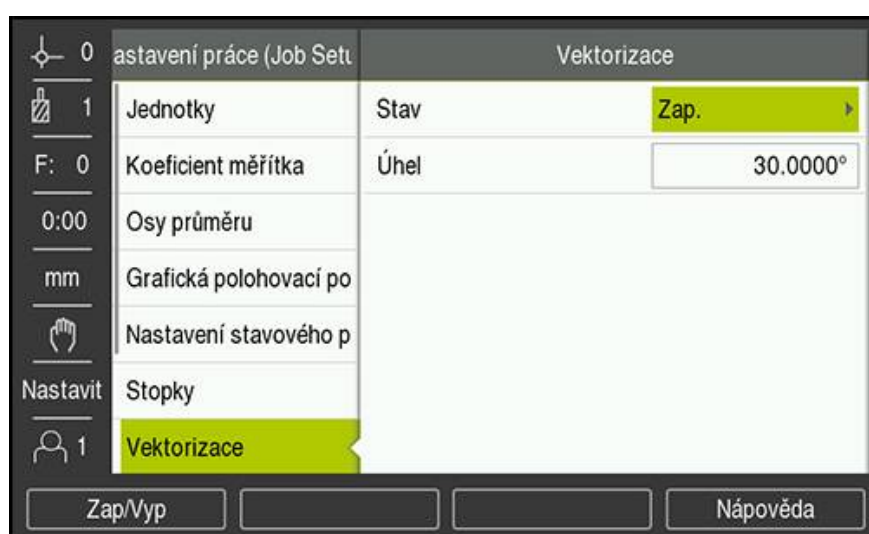 0
astavení práce (Job Setu
Vektorizace
1
Jednotky
Stav
Zap.
F: 0
Koeficient měřítka
Úhel
30.0000°
0:00
Osy průměru
mm
Grafická polohovací po
Nastavení stavového p
Nastavit
Stopky
1
Vektorizace
Zap/Vyp
Nápověda